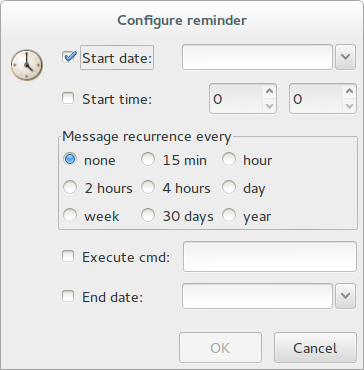 Configure reminder
Start date:
Start time: 0 0
Message recurrence every
none 15 min hour
2 hours 4 hours day
week 30 days year
Execute cmd:
End date:
OK Cancel